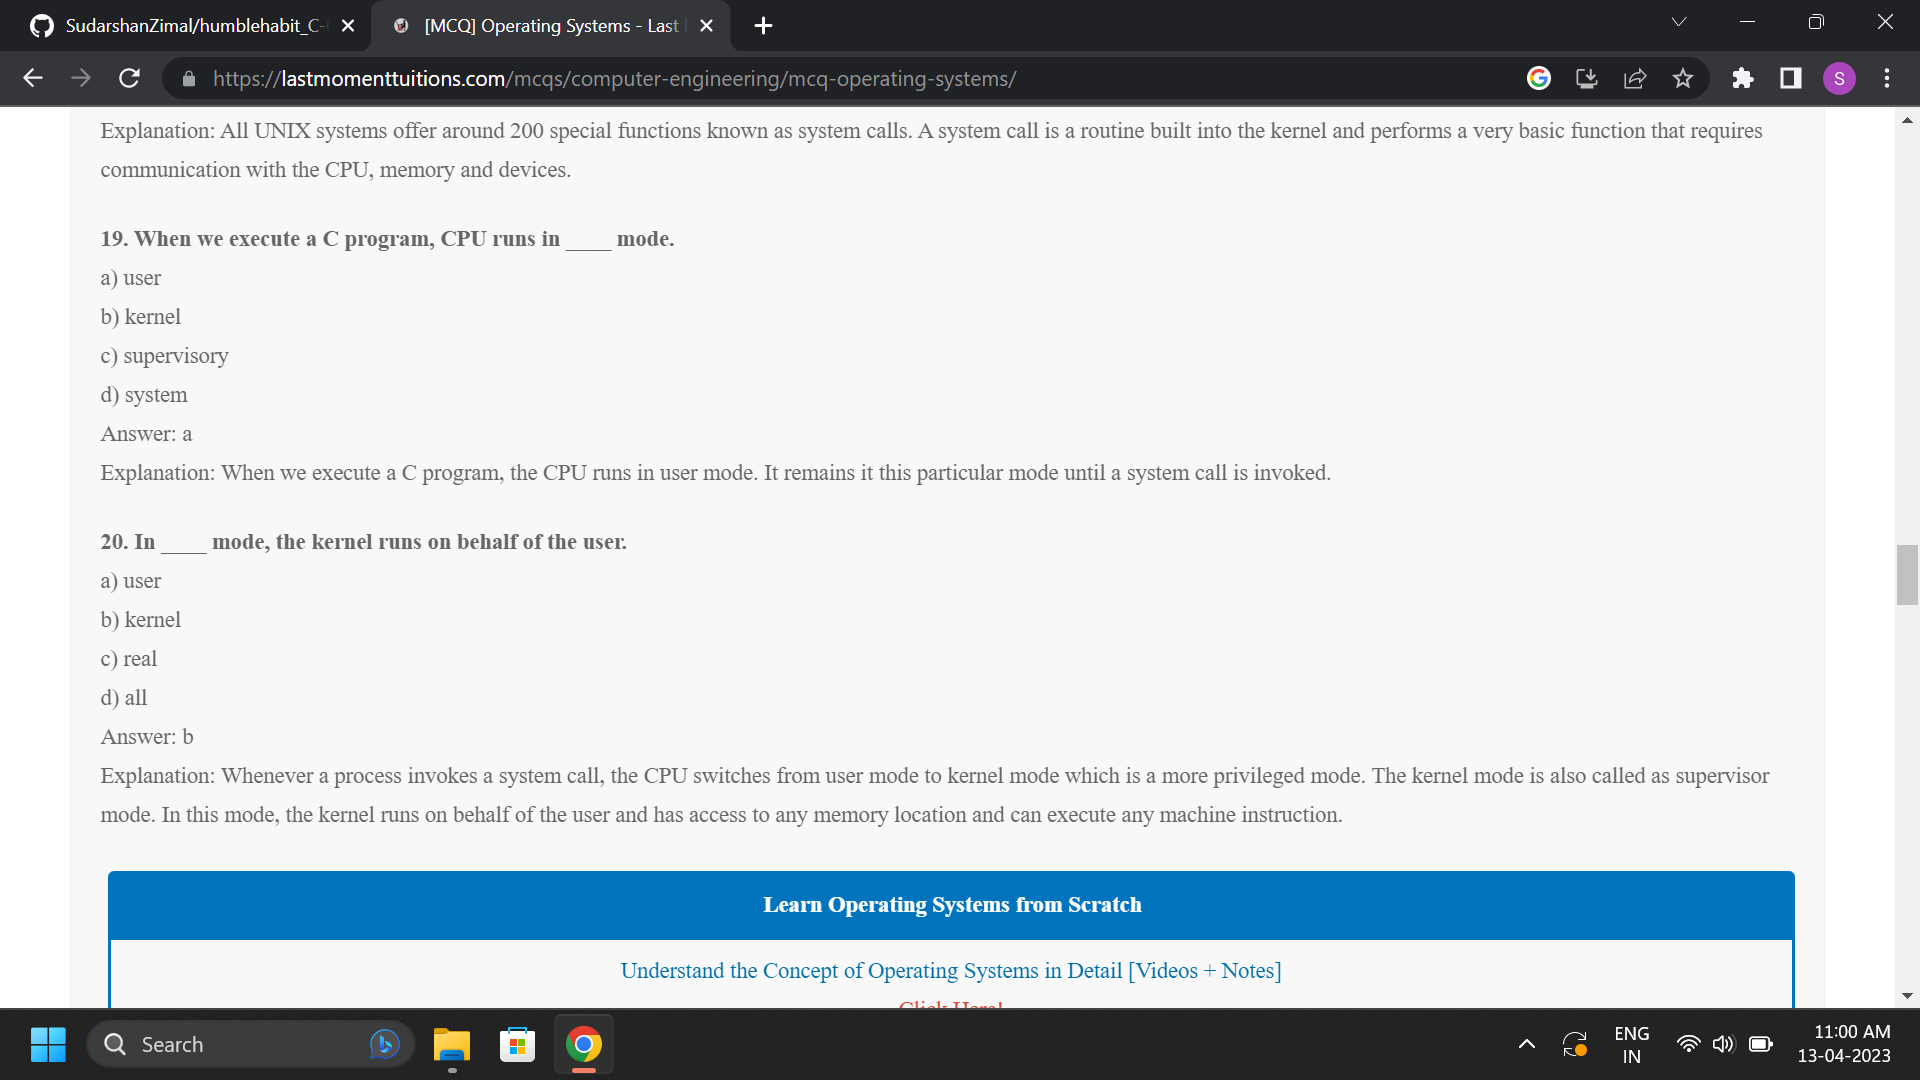 SudarshanZimal/humblehabit_C-
[MCQ] Operating Systems - Last
https://lastmomenttuitions.com/mcqs/computer-engineering/mcq-operating-systems/
S
Explanation: All UNIX systems offer around 200 special functions known as system calls. A system call is a routine built into the kernel and performs a very basic function that requires
communication with the CPU, memory and devices.
19. When we execute a C program, CPU runs in ____ mode.
a) user
b) kernel
c) supervisory
d) system
Answer: a
Explanation: When we execute a C program, the CPU runs in user mode. It remains it this particular mode until a system call is invoked.
20. In ____ mode, the kernel runs on behalf of the user.
a) user
b) kernel
c) real
d) all
Answer: b
Explanation: Whenever a process invokes a system call, the CPU switches from user mode to kernel mode which is a more privileged mode. The kernel mode is also called as supervisor
mode. In this mode, the kernel runs on behalf of the user and has access to any memory location and can execute any machine instruction.
Learn Operating Systems from Scratch
Understand the Concept of Operating Systems in Detail [Videos + Notes]
Click Here!
Search
ENG
IN
11:00 AM
13-04-2023